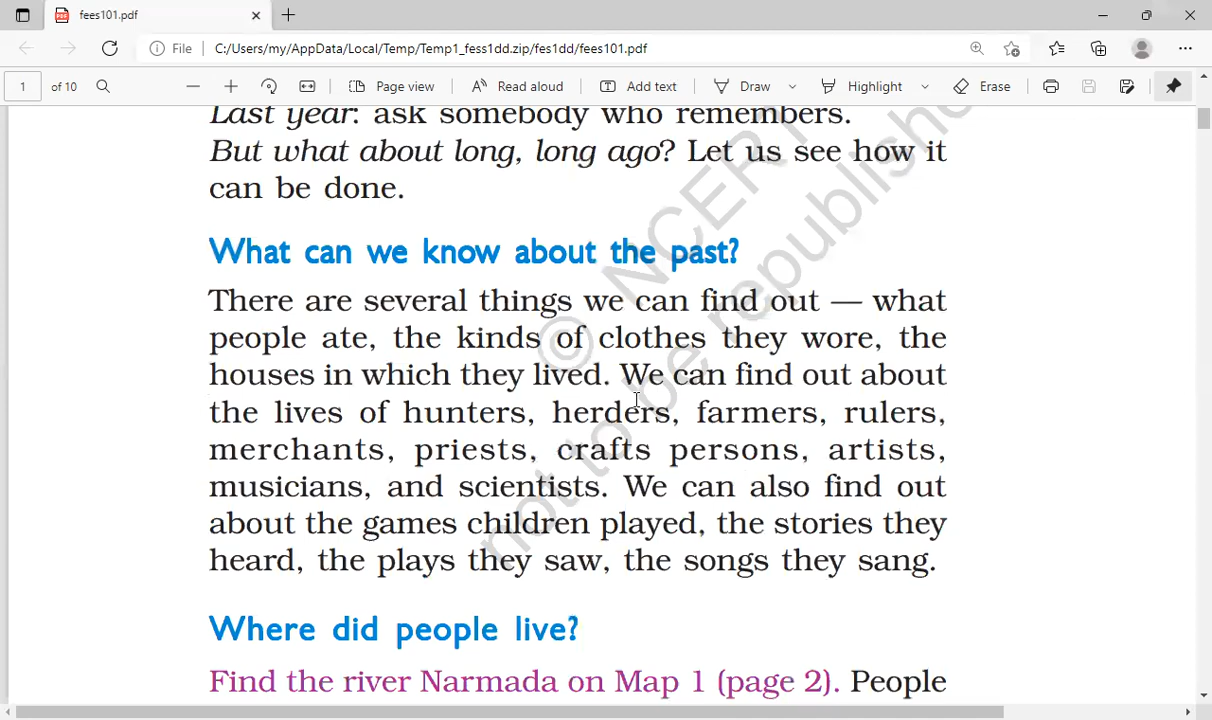 fees101.pdf
File
C:/Users/my/AppData/Local/Temp/Temp1_fess1dd.zip/fes1dd/fees101.pdf
1 of 10
Page view
Read aloud
Add text
Draw
Highlight
Erase
Last year: ask somebody who remembers.
But what about long, long ago? Let us see how it
can be done.
What can we know about the past?
There are several things we can find out — what
people ate, the kinds of clothes they wore, the
houses in which they lived. We can find out about
the lives of hunters, herders, farmers, rulers,
merchants, priests, crafts persons, artists,
musicians, and scientists. We can also find out
about the games children played, the stories they
heard, the plays they saw, the songs they sang.
Where did people live?
Find the river Narmada on Map 1 (page 2). People
© NCERT
not to be republished